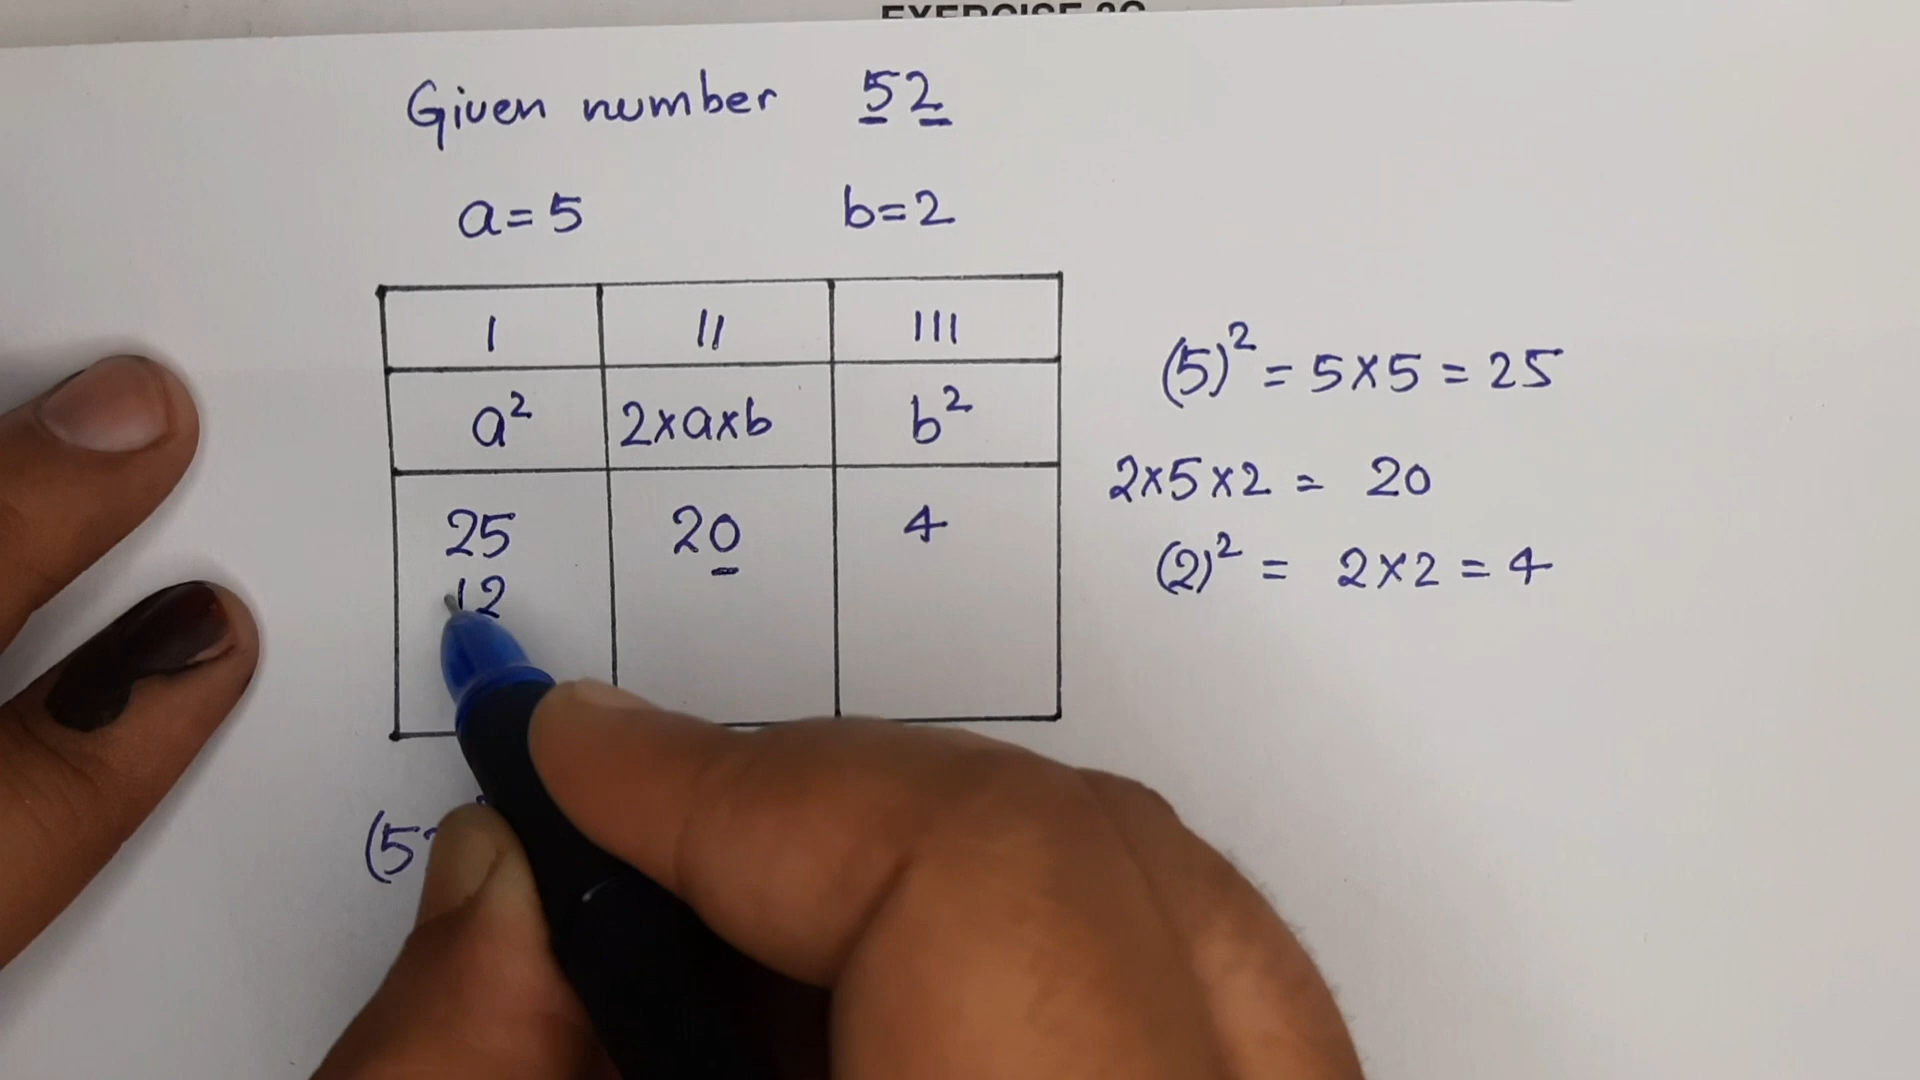 Given number 52
a=5 b=2
I II III
a² 2×a×b b²
25 20 4
12
(5)² = 5×5 = 25
2×5×2 = 20
(2)² = 2×2 = 4
(5